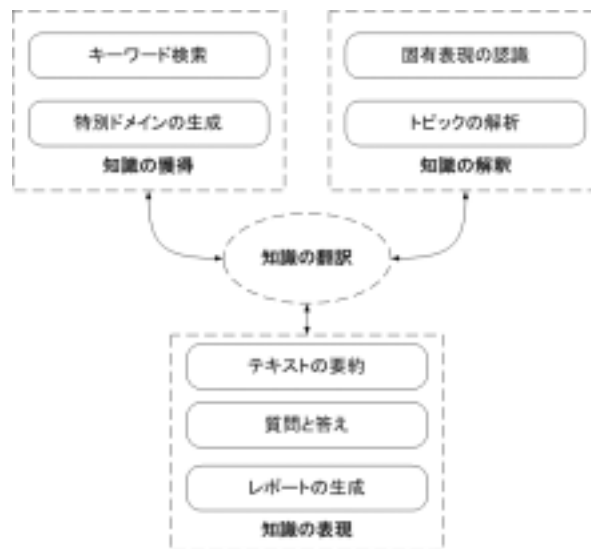 キーワード検索
特別ドメインの生成
知識の獲得
固有表現の認識
トピックの解析
知識の解釈
知識の翻訳
テキストの要約
質問と答え
レポートの生成
知識の表現